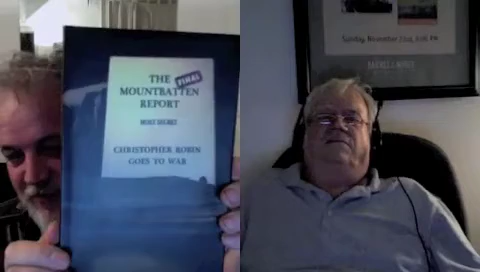 THE FINAL
MOUNTBATTEN
REPORT
MOST SECRET
CHRISTOPHER ROBIN
GOES TO WAR
Sunday, November